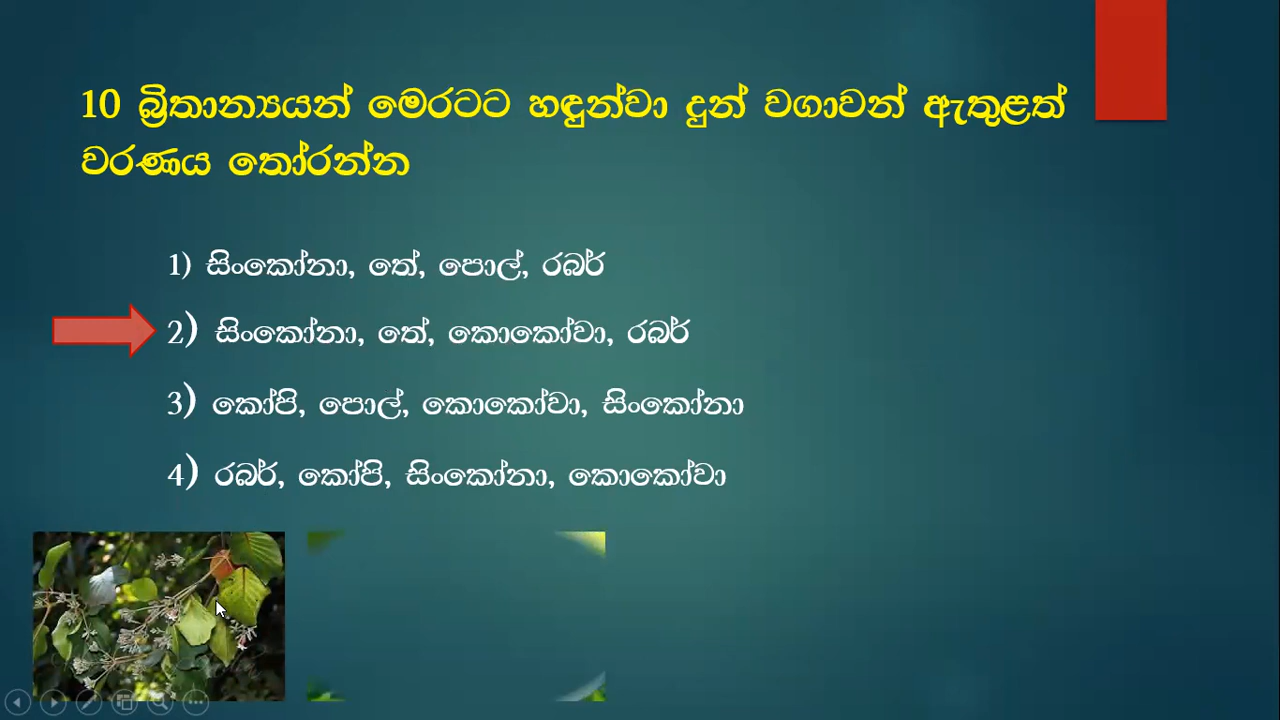 10 බ්‍රිතාන්‍යයන් මෙරටට හඳුන්වා දුන් වගාවන් ඇතුළත්
වරණය තෝරන්න
1) සිංකෝනා, තේ, පොල්, රබර්
2) සිංකෝනා, තේ, කොකෝවා, රබර්
3) කෝපි, පොල්, කොකෝවා, සිංකෝනා
4) රබර්, කෝපි, සිංකෝනා, කොකෝවා